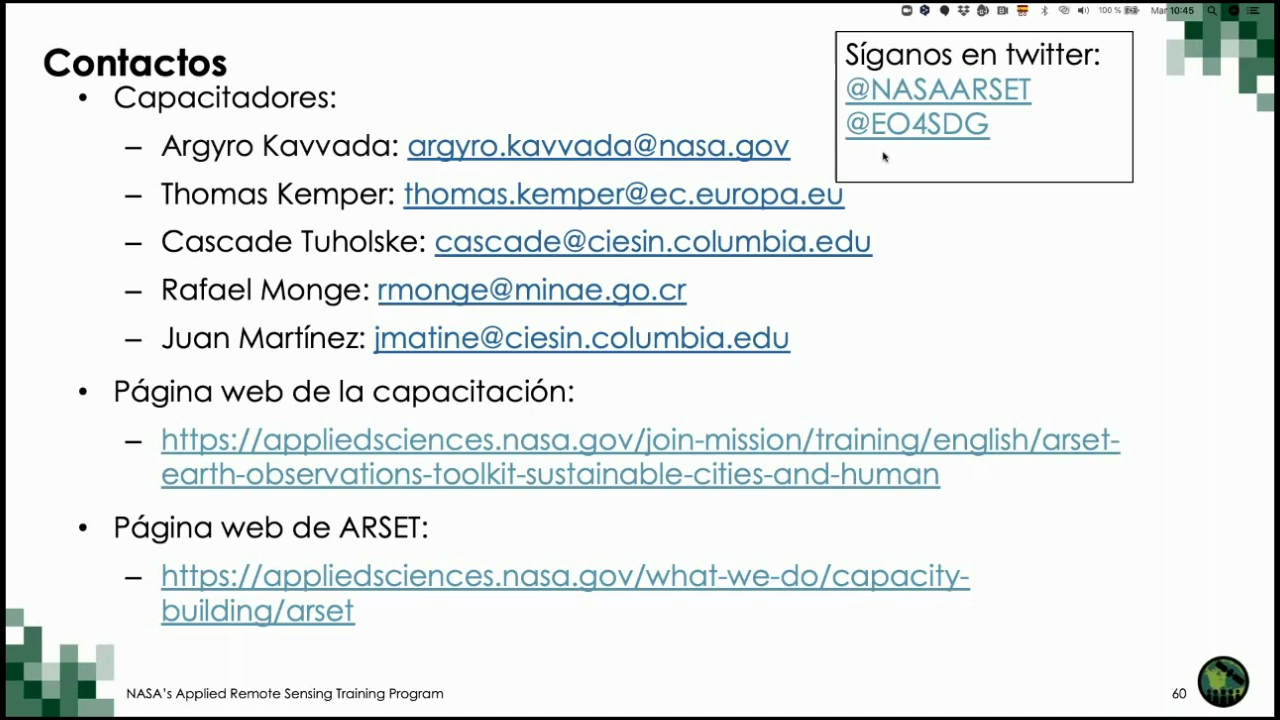 100 %
Mar 10:45
Contactos
Síganos en twitter:
@NASAARSET
@EO4SDG
• Capacitadores:
– Argyro Kavvada: argyro.kavvada@nasa.gov
– Thomas Kemper: thomas.kemper@ec.europa.eu
– Cascade Tuholske: cascade@ciesin.columbia.edu
– Rafael Monge: rmonge@minae.go.cr
– Juan Martínez: jmatine@ciesin.columbia.edu
• Página web de la capacitación:
– https://appliedsciences.nasa.gov/join-mission/training/english/arset-
earth-observations-toolkit-sustainable-cities-and-human
• Página web de ARSET:
– https://appliedsciences.nasa.gov/what-we-do/capacity-
building/arset
NASA's Applied Remote Sensing Training Program
60